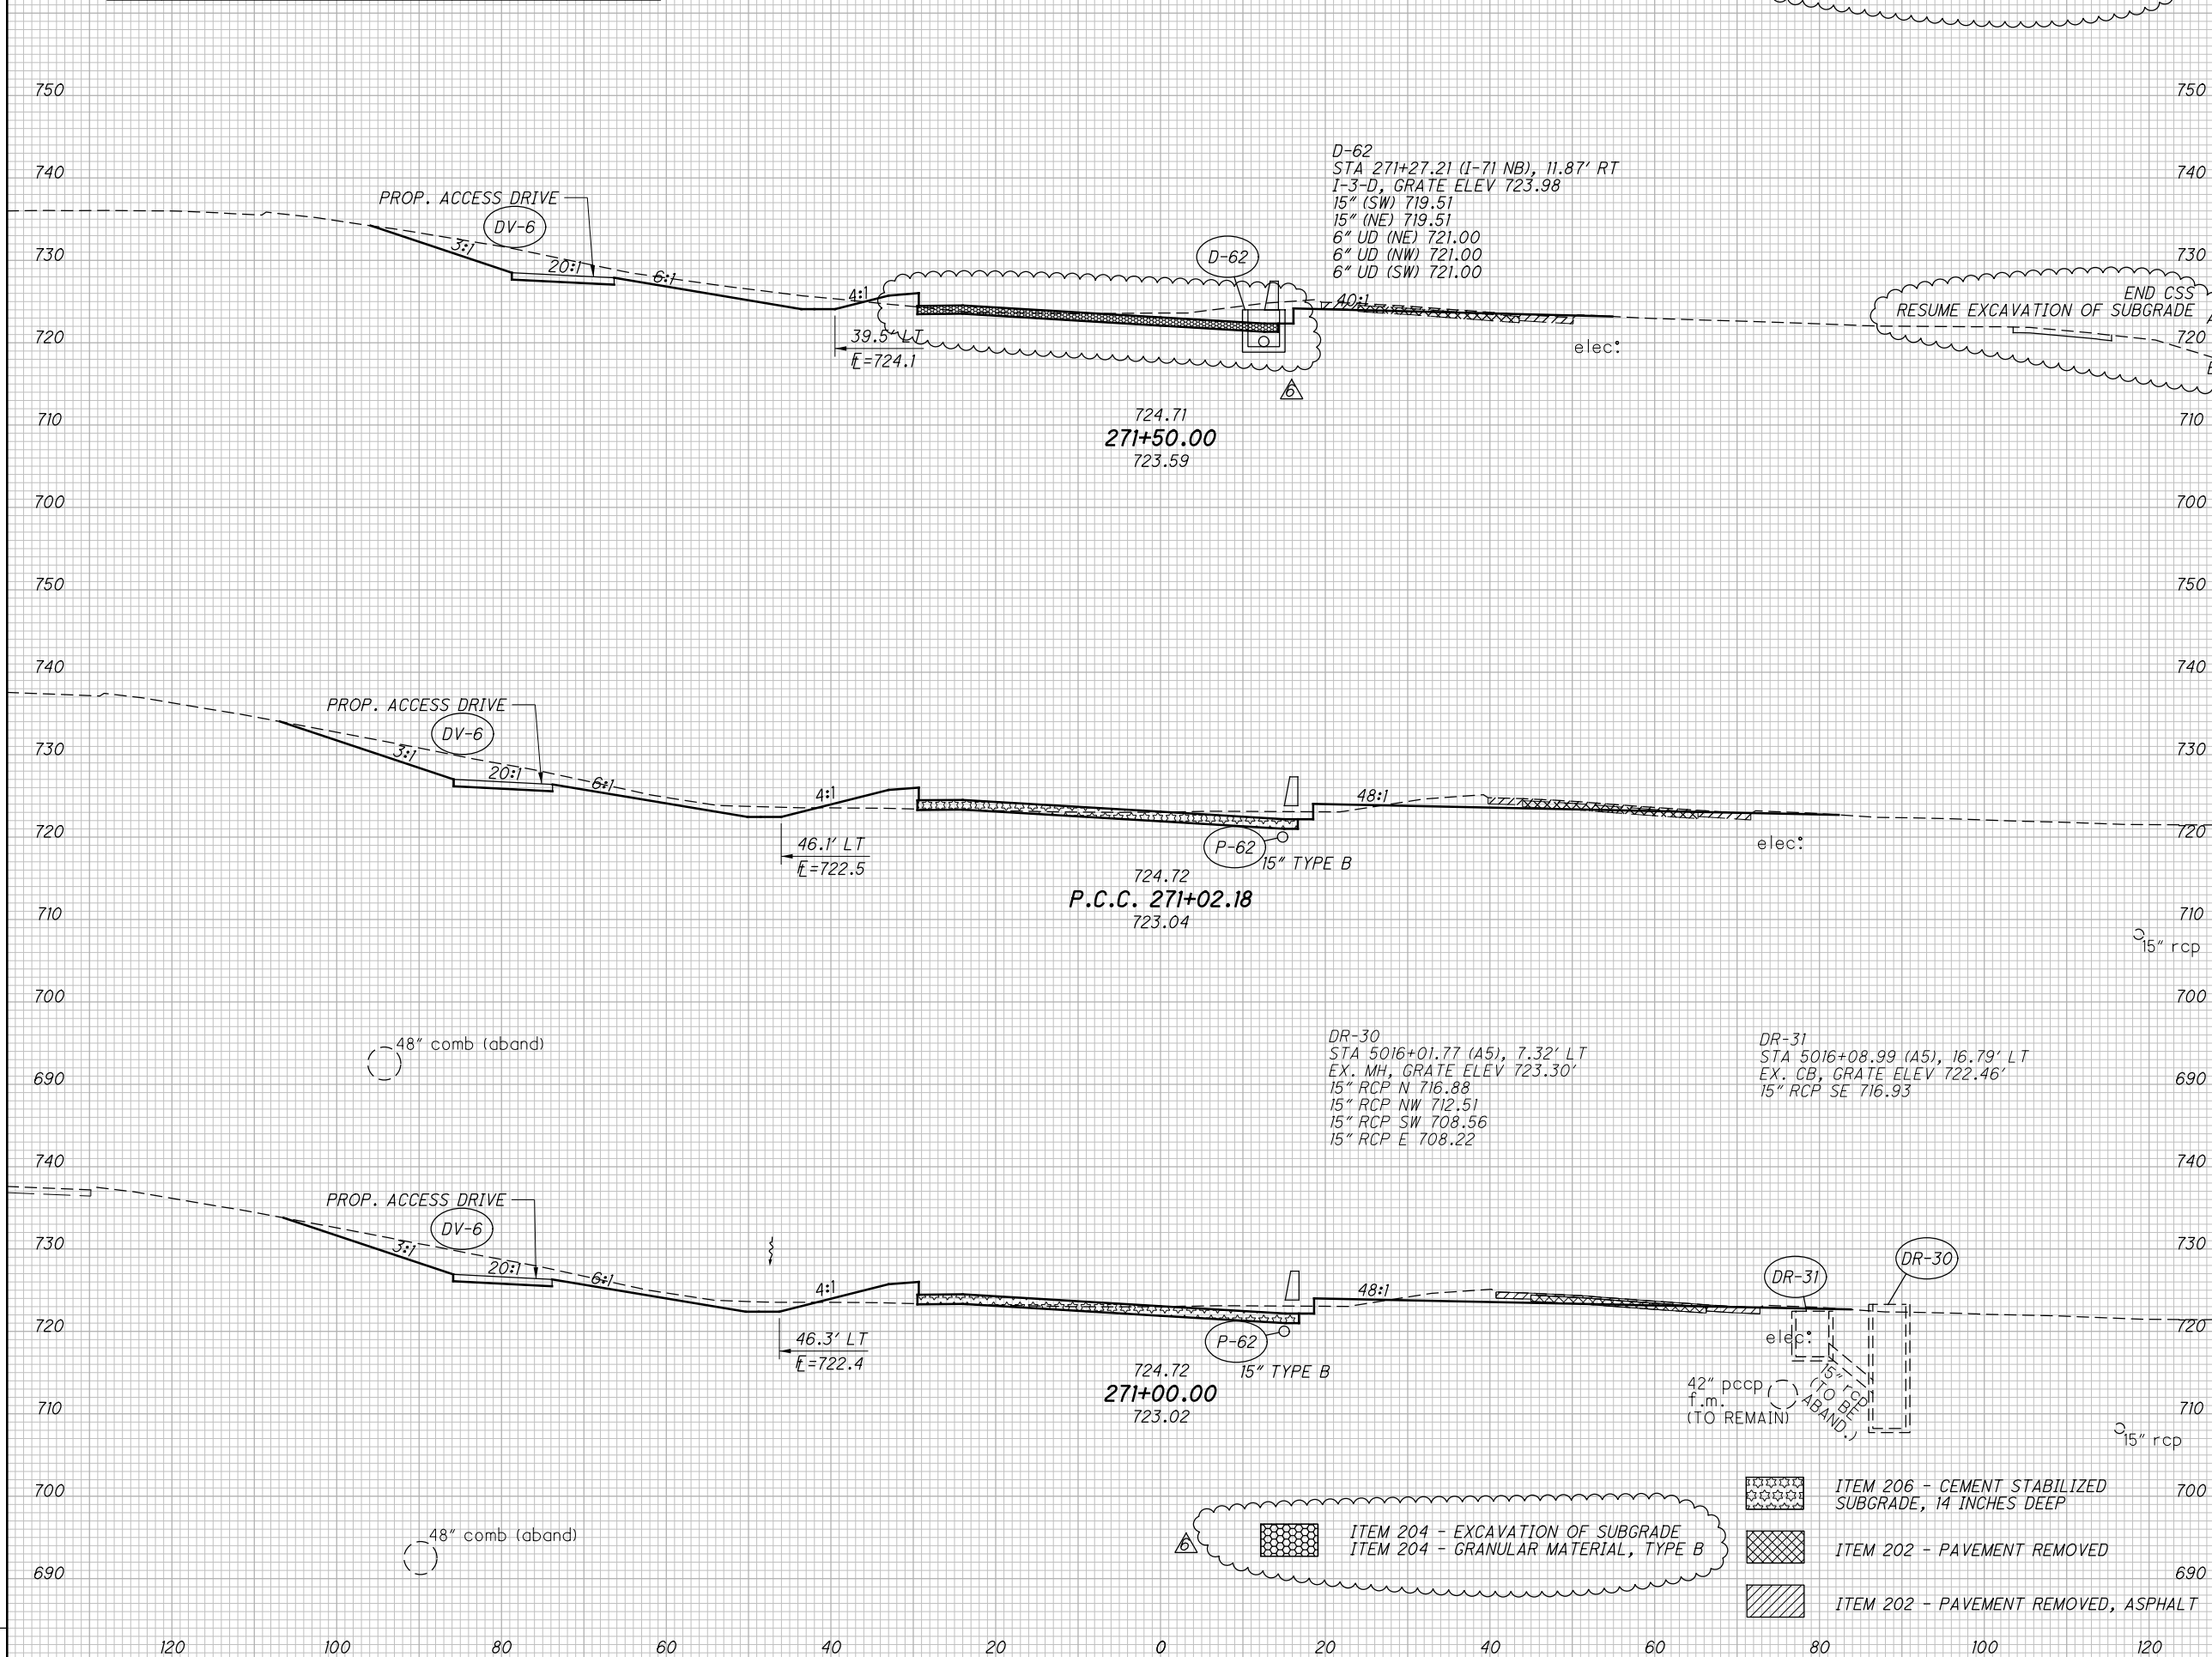 750
750
740
740
730
730
720
720
710
710
700
700
D-62
STA 271+27.21 (I-71 NB), 11.87' RT
I-3-D, GRATE ELEV 723.98
15" (SW) 719.51
15" (NE) 719.51
6" UD (NE) 721.00
6" UD (NW) 721.00
6" UD (SW) 721.00
PROP. ACCESS DRIVE
DV-6
3:1
20:1
6:1
4:1
D-62
40:1
39.5' LT
℄=724.1
elec
END CSS
RESUME EXCAVATION OF SUBGRADE
6
724.71
271+50.00
723.59
750
750
740
740
730
730
720
720
710
710
700
700
690
690
PROP. ACCESS DRIVE
DV-6
3:1
20:1
6:1
4:1
48:1
46.1' LT
℄=722.5
P-62
15" TYPE B
elec
724.72
P.C.C. 271+02.18
723.04
15" rcp
48" comb (aband)
DR-30
STA 5016+01.77 (A5), 7.32' LT
EX. MH, GRATE ELEV 723.30'
15" RCP N 716.88
15" RCP NW 712.51
15" RCP SW 708.56
15" RCP E 708.22
DR-31
STA 5016+08.99 (A5), 16.79' LT
EX. CB, GRATE ELEV 722.46'
15" RCP SE 716.93
740
740
730
730
720
720
710
710
700
700
690
690
PROP. ACCESS DRIVE
DV-6
3:1
20:1
6:1
4:1
48:1
DR-31
DR-30
46.3' LT
℄=722.4
P-62
15" TYPE B
elec
724.72
271+00.00
723.02
42" pccp
f.m.
(TO REMAIN)
15" rcp
(TO BE
ABAND.)
15" rcp
48" comb (aband)
6
ITEM 204 - EXCAVATION OF SUBGRADE
ITEM 204 - GRANULAR MATERIAL, TYPE B
ITEM 206 - CEMENT STABILIZED
SUBGRADE, 14 INCHES DEEP
ITEM 202 - PAVEMENT REMOVED
ITEM 202 - PAVEMENT REMOVED, ASPHALT
120 100 80 60 40 20 0 20 40 60 80 100 120